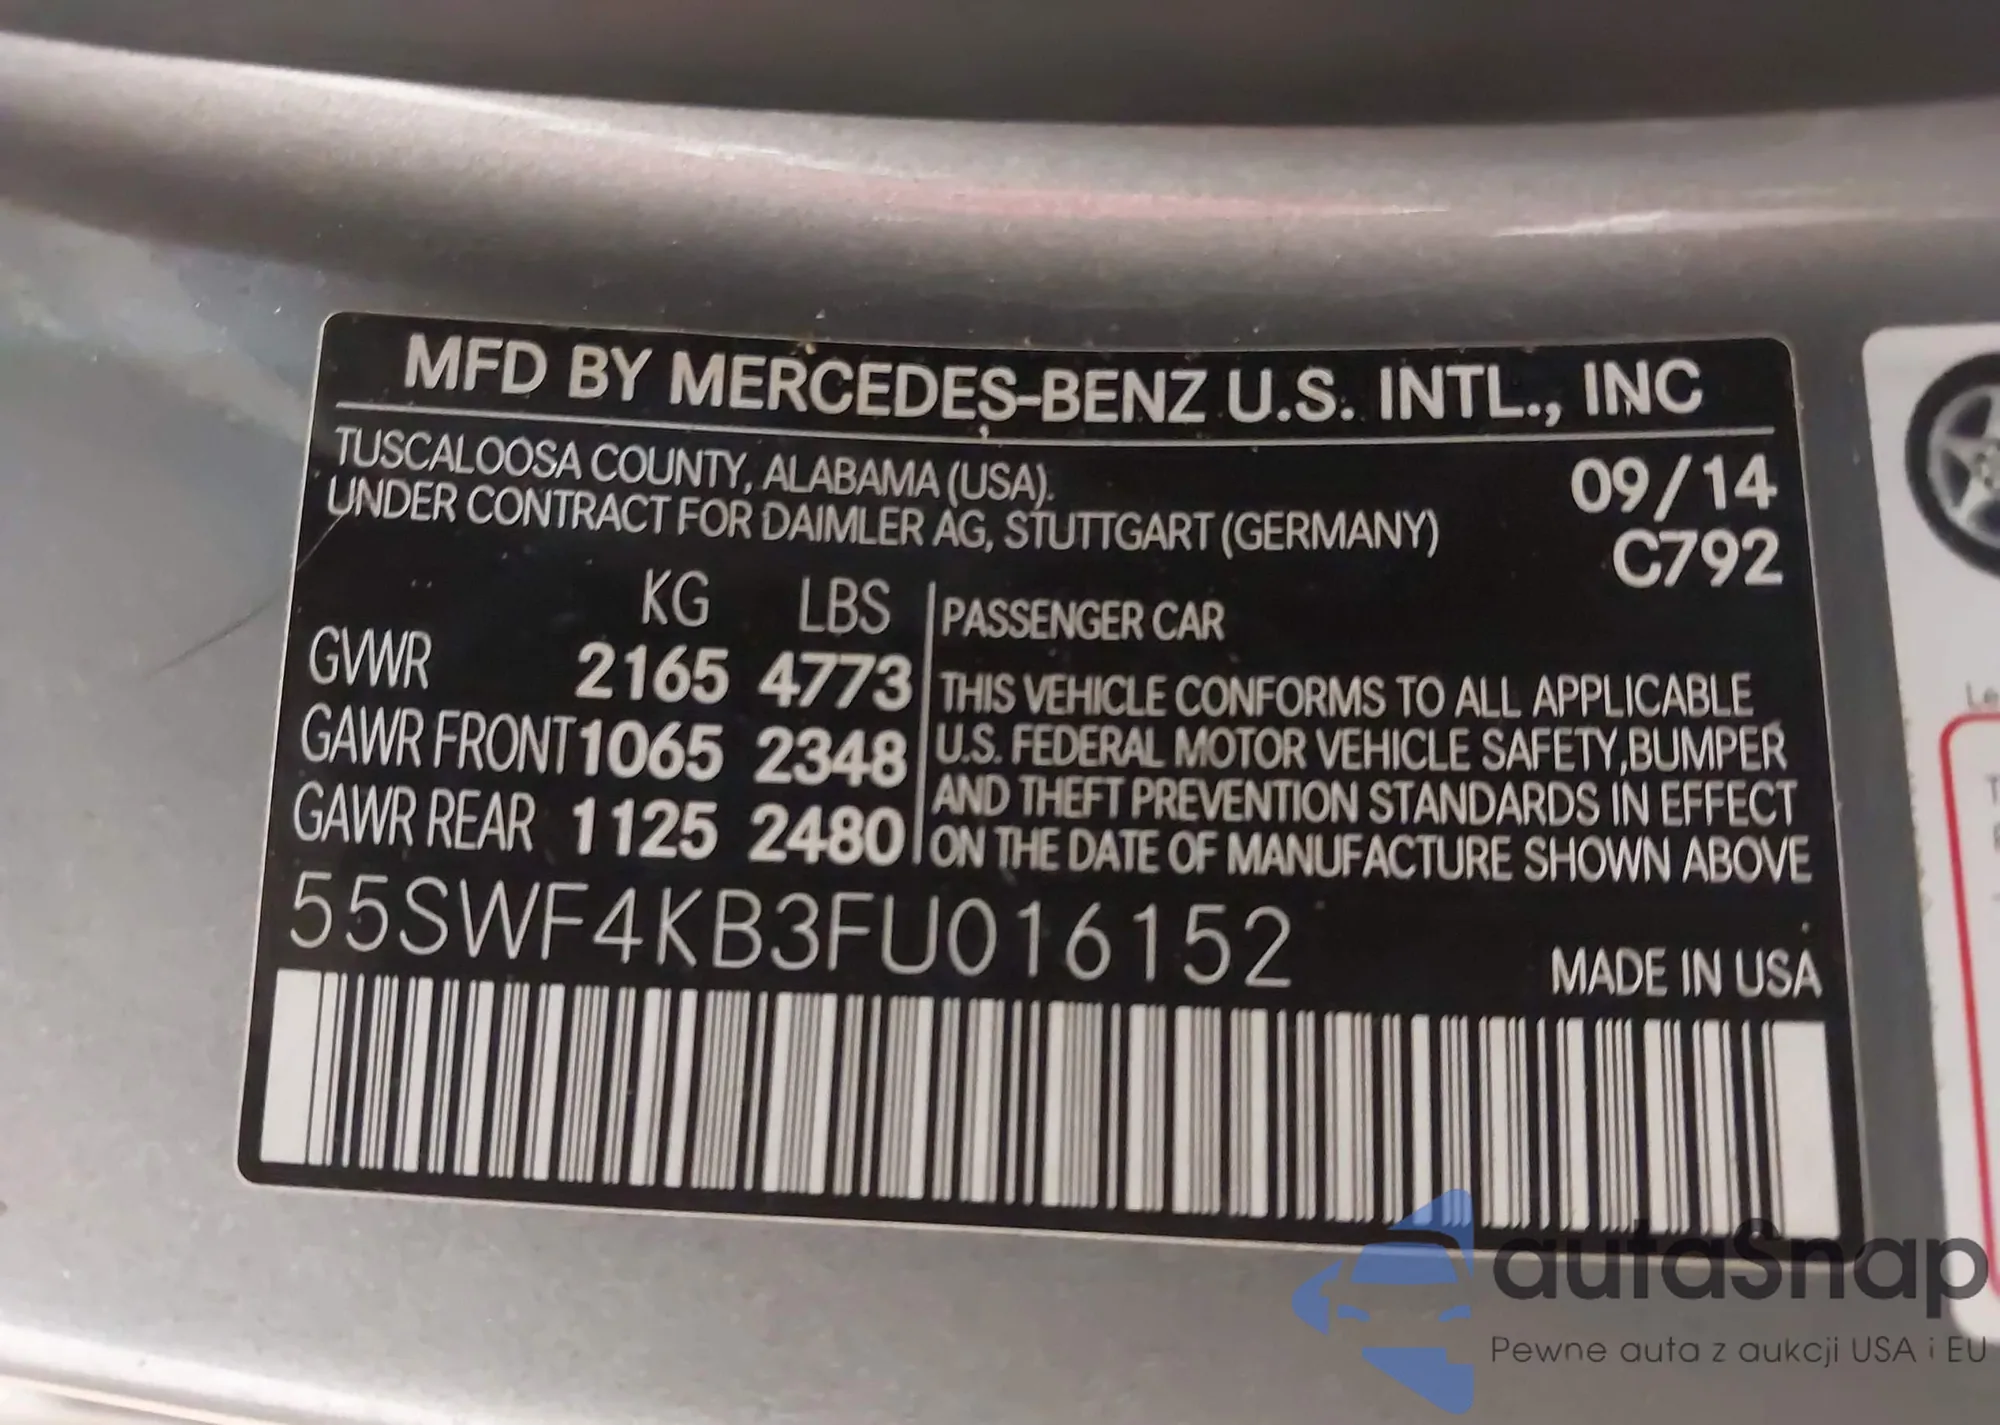 MFD BY MERCEDES-BENZ U.S. INTL., INC
TUSCALOOSA COUNTY, ALABAMA (USA).
UNDER CONTRACT FOR DAIMLER AG, STUTTGART (GERMANY)
09/14
C792
KG LBS
GVWR 2165 4773
GAWR FRONT 1065 2348
GAWR REAR 1125 2480
PASSENGER CAR
THIS VEHICLE CONFORMS TO ALL APPLICABLE
U.S. FEDERAL MOTOR VEHICLE SAFETY, BUMPER
AND THEFT PREVENTION STANDARDS IN EFFECT
ON THE DATE OF MANUFACTURE SHOWN ABOVE
55SWF4KB3FU016152
MADE IN USA
autaSnap
Pewne auta z aukcji USA i EU